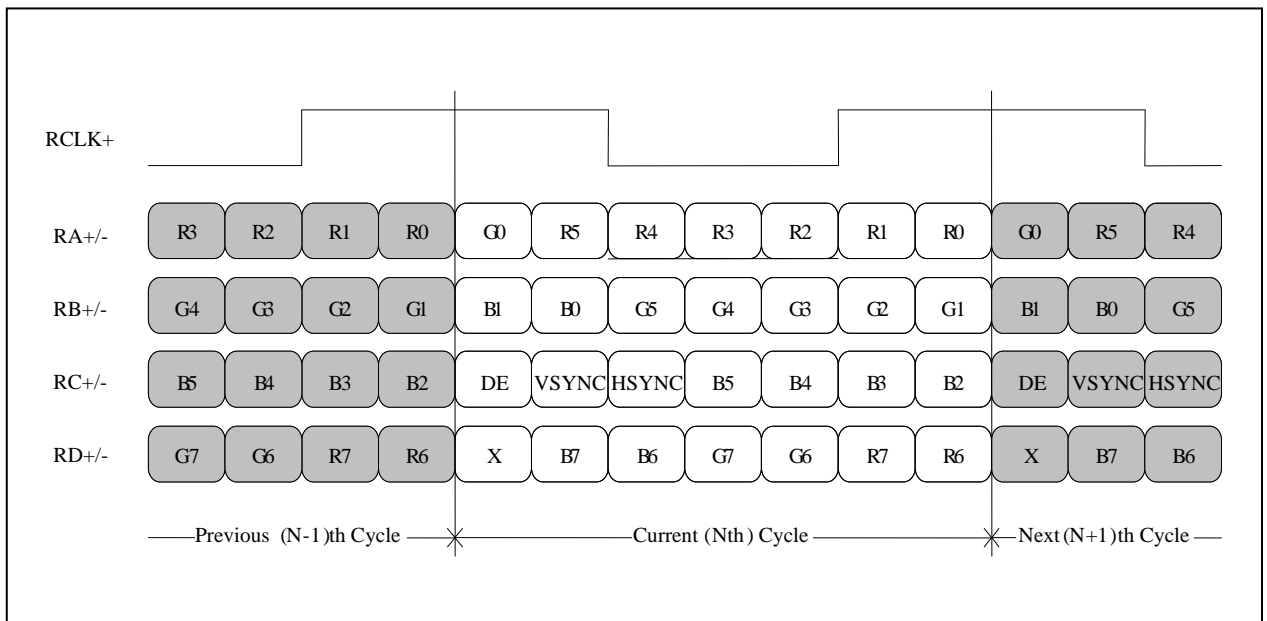 RCLK+
RA+/- R3 R2 R1 R0 G0 R5 R4 R3 R2 R1 R0 G0 R5 R4
RB+/- G4 G3 G2 G1 B1 B0 G5 G4 G3 G2 G1 B1 B0 G5
RC+/- B5 B4 B3 B2 DE VSYNC HSYNC B5 B4 B3 B2 DE VSYNC HSYNC
RD+/- G7 G6 R7 R6 X B7 B6 G7 G6 R7 R6 X B7 B6
Previous (N-1)th Cycle Current (Nth) Cycle Next (N+1)th Cycle